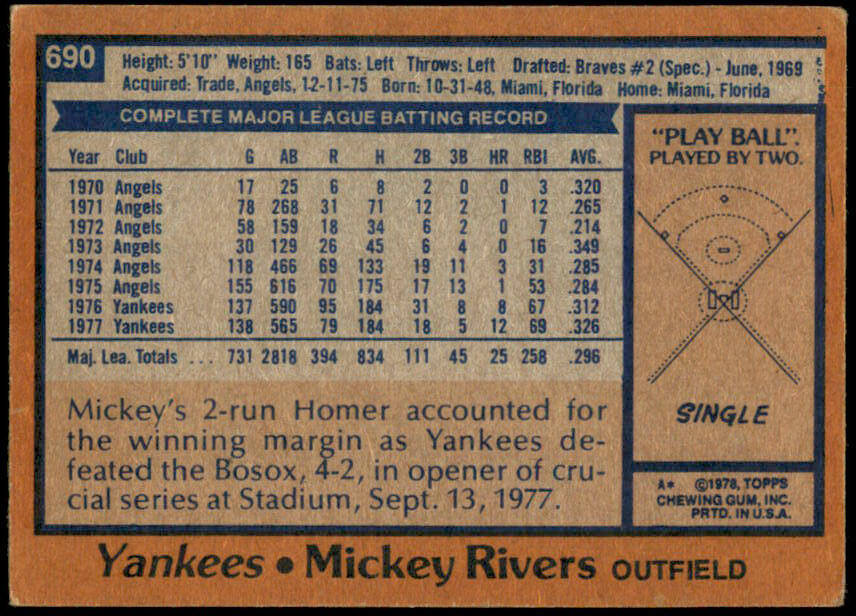 690
Height: 5'10" Weight: 165 Bats: Left Throws: Left Drafted: Braves #2 (Spec.) - June, 1969
Acquired: Trade, Angels, 12-11-75 Born: 10-31-48, Miami, Florida Home: Miami, Florida
COMPLETE MAJOR LEAGUE BATTING RECORD
Year Club G AB R H 2B 3B HR RBI AVG.
1970 Angels 17 25 6 8 2 0 0 3 .320
1971 Angels 78 268 31 71 12 2 1 12 .265
1972 Angels 58 159 18 34 6 2 0 7 .214
1973 Angels 30 129 26 45 6 4 0 16 .349
1974 Angels 118 466 69 133 19 11 3 31 .285
1975 Angels 155 616 70 175 17 13 1 53 .284
1976 Yankees 137 590 95 184 31 8 8 67 .312
1977 Yankees 138 565 79 184 18 5 12 69 .326
Maj. Lea. Totals ... 731 2818 394 834 111 45 25 258 .296
Mickey's 2-run Homer accounted for
the winning margin as Yankees de-
feated the Bosox, 4-2, in opener of cru-
cial series at Stadium, Sept. 13, 1977.
"PLAY BALL".
PLAYED BY TWO.
SINGLE
A* ©1978, TOPPS
CHEWING GUM, INC.
PRTD. IN U.S.A.
Yankees • Mickey Rivers OUTFIELD